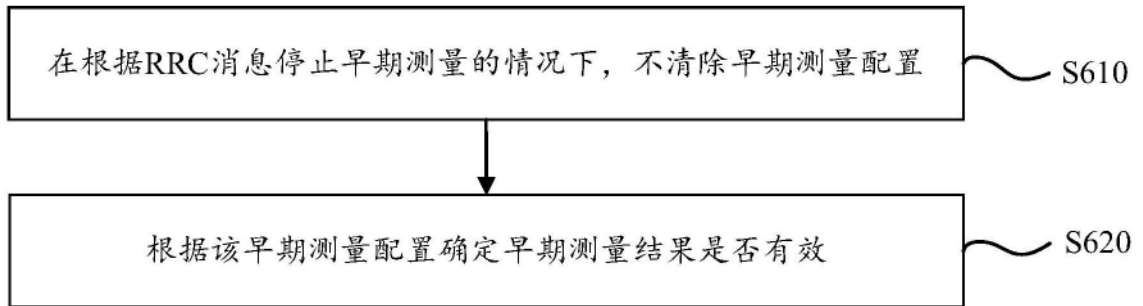 在根据RRC消息停止早期测量的情况下，不清除早期测量配置
S610
根据该早期测量配置确定早期测量结果是否有效
S620